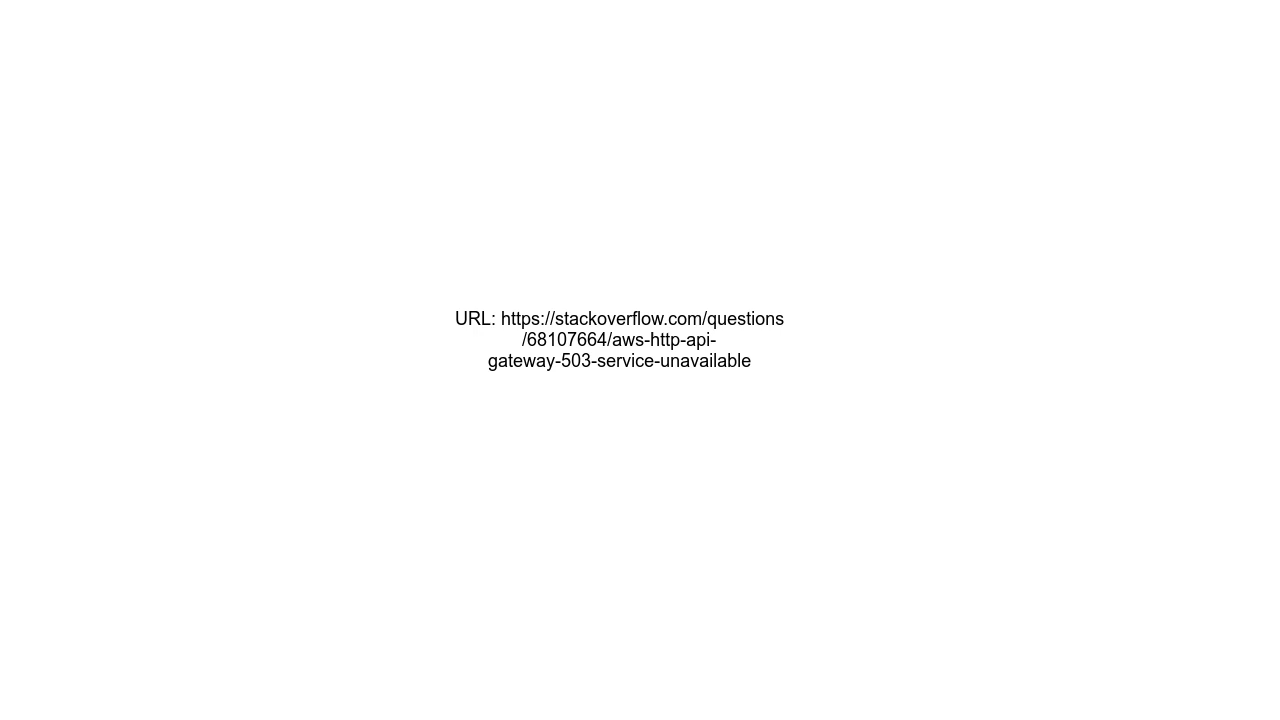 URL: https://stackoverflow.com/questions
/68107664/aws-http-api-
gateway-503-service-unavailable